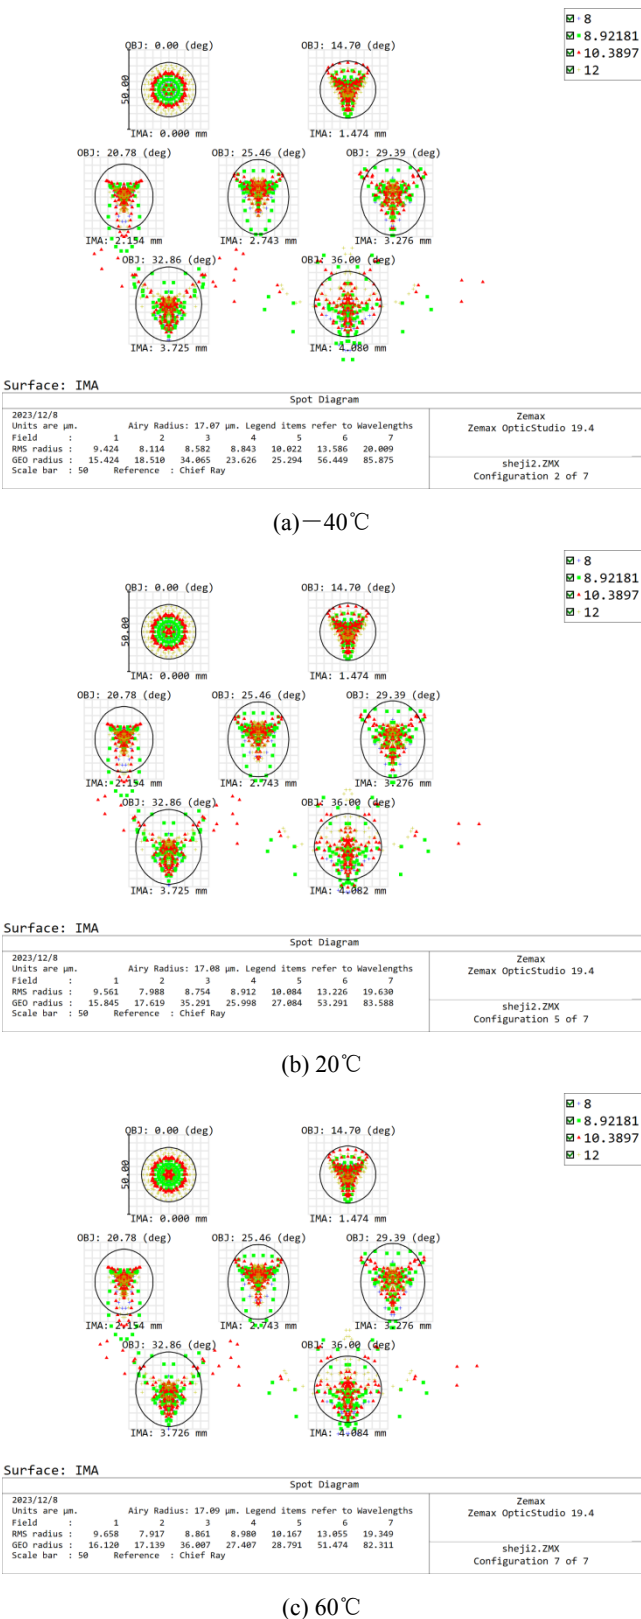 8
8.92181
10.3897
12
OBJ: 0.00 (deg)
OBJ: 14.70 (deg)
50.00
IMA: 0.000 mm
IMA: 1.474 mm
OBJ: 20.78 (deg)
OBJ: 25.46 (deg)
OBJ: 29.39 (deg)
IMA: 2.154 mm
IMA: 2.743 mm
IMA: 3.276 mm
OBJ: 32.86 (deg)
OBJ: 36.00 (deg)
IMA: 3.725 mm
IMA: 4.080 mm
Surface: IMA
Spot Diagram
2023/12/8
Units are µm. Airy Radius: 17.07 µm. Legend items refer to Wavelengths
Field : 1 2 3 4 5 6 7
RMS radius : 9.424 8.114 8.582 8.843 10.022 13.586 20.009
GEO radius : 15.424 18.510 34.065 23.626 25.294 56.449 85.875
Scale bar : 50 Reference : Chief Ray
Zemax
Zemax OpticStudio 19.4
sheji2.ZMX
Configuration 2 of 7
(a)－40℃
8
8.92181
10.3897
12
OBJ: 0.00 (deg)
OBJ: 14.70 (deg)
50.00
IMA: 0.000 mm
IMA: 1.474 mm
OBJ: 20.78 (deg)
OBJ: 25.46 (deg)
OBJ: 29.39 (deg)
IMA: 2.154 mm
IMA: 2.743 mm
IMA: 3.276 mm
OBJ: 32.86 (deg)
OBJ: 36.00 (deg)
IMA: 3.725 mm
IMA: 4.082 mm
Surface: IMA
Spot Diagram
2023/12/8
Units are µm. Airy Radius: 17.08 µm. Legend items refer to Wavelengths
Field : 1 2 3 4 5 6 7
RMS radius : 9.561 7.988 8.754 8.912 10.084 13.226 19.630
GEO radius : 15.845 17.619 35.291 25.998 27.084 53.291 83.588
Scale bar : 50 Reference : Chief Ray
Zemax
Zemax OpticStudio 19.4
sheji2.ZMX
Configuration 5 of 7
(b) 20℃
8
8.92181
10.3897
12
OBJ: 0.00 (deg)
OBJ: 14.70 (deg)
50.00
IMA: 0.000 mm
IMA: 1.474 mm
OBJ: 20.78 (deg)
OBJ: 25.46 (deg)
OBJ: 29.39 (deg)
IMA: 2.154 mm
IMA: 2.743 mm
IMA: 3.276 mm
OBJ: 32.86 (deg)
OBJ: 36.00 (deg)
IMA: 3.726 mm
IMA: 4.084 mm
Surface: IMA
Spot Diagram
2023/12/8
Units are µm. Airy Radius: 17.09 µm. Legend items refer to Wavelengths
Field : 1 2 3 4 5 6 7
RMS radius : 9.658 7.917 8.861 8.980 10.167 13.055 19.349
GEO radius : 16.120 17.139 36.007 27.407 28.791 51.474 82.311
Scale bar : 50 Reference : Chief Ray
Zemax
Zemax OpticStudio 19.4
sheji2.ZMX
Configuration 7 of 7
(c) 60℃